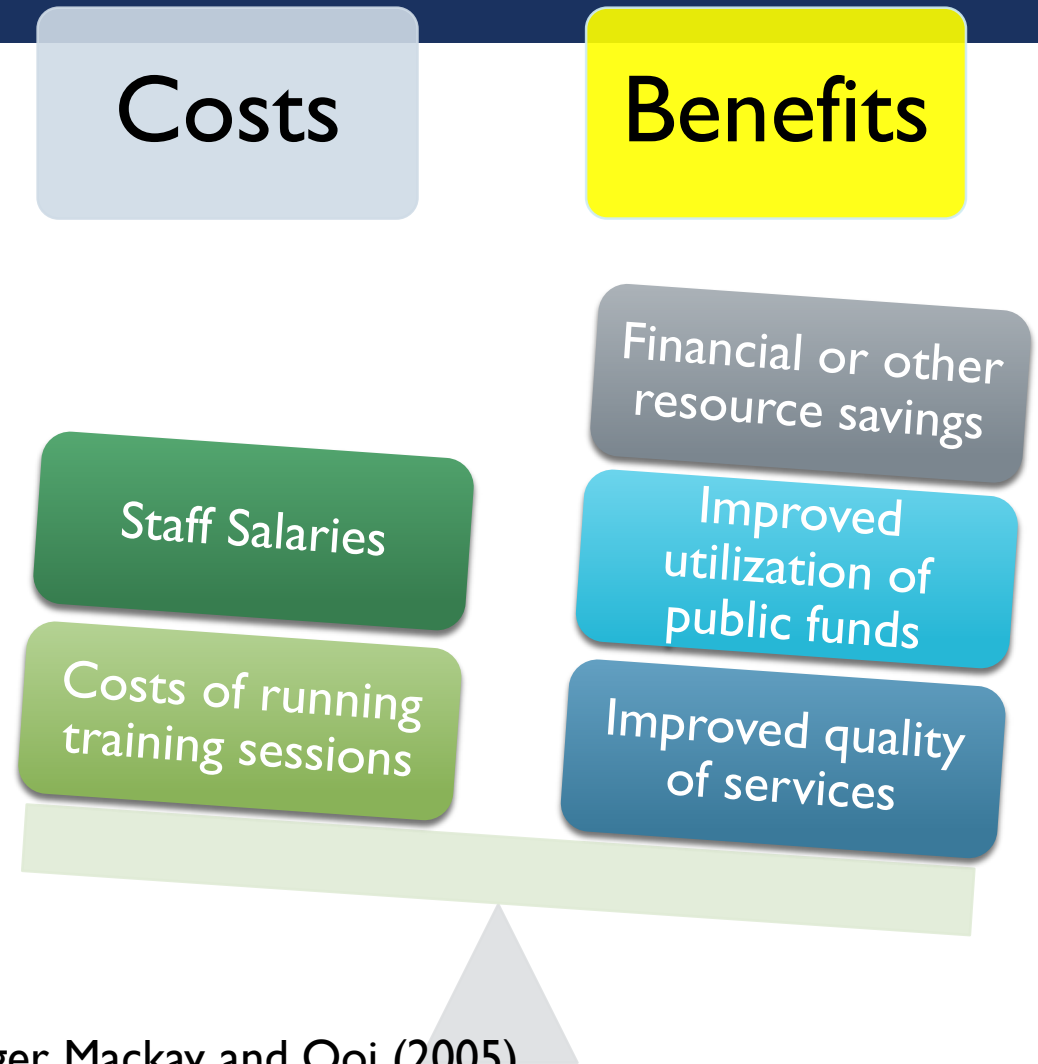 Costs
Benefits
Staff Salaries
Costs of running
training sessions
Financial or other
resource savings
Improved
utilization of
public funds
Improved quality
of services
Mackay and Ooi (2005)